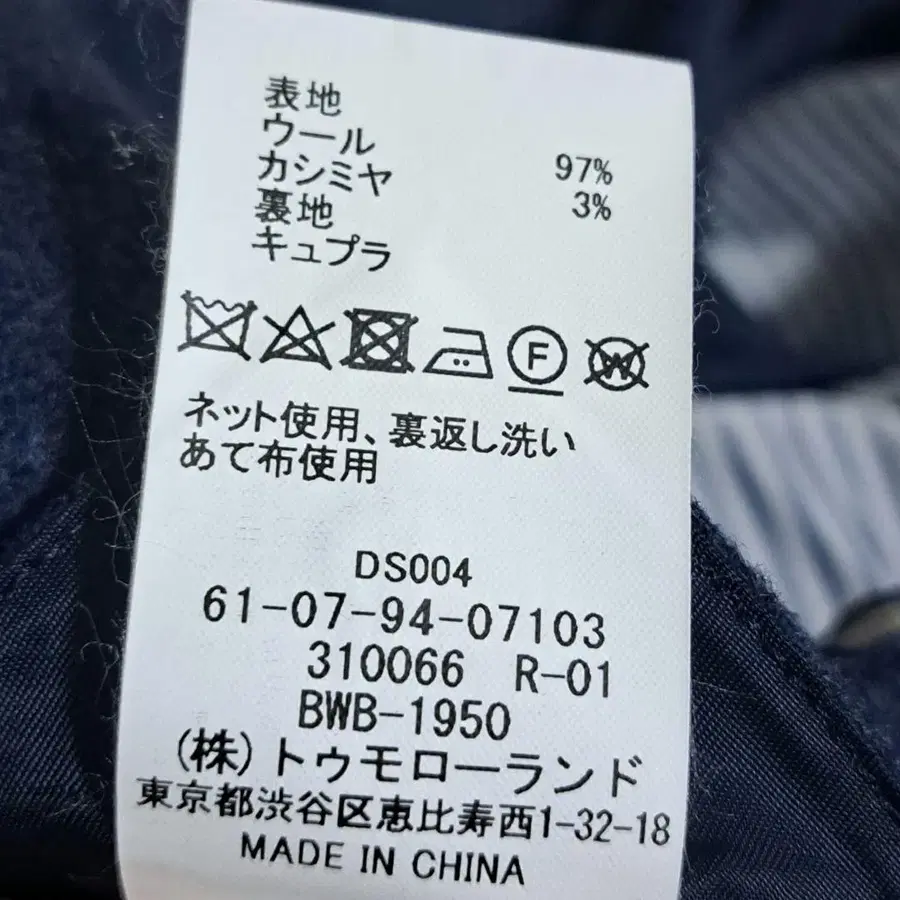 表地
ウール 97%
カシミヤ 3%
裏地
キュプラ
F W
ネット使用、裏返し洗い
あて布使用
DS004
61-07-94-07103
310066 R-01
BWB-1950
(株)トゥモローランド
東京都渋谷区恵比寿西1-32-18
MADE IN CHINA